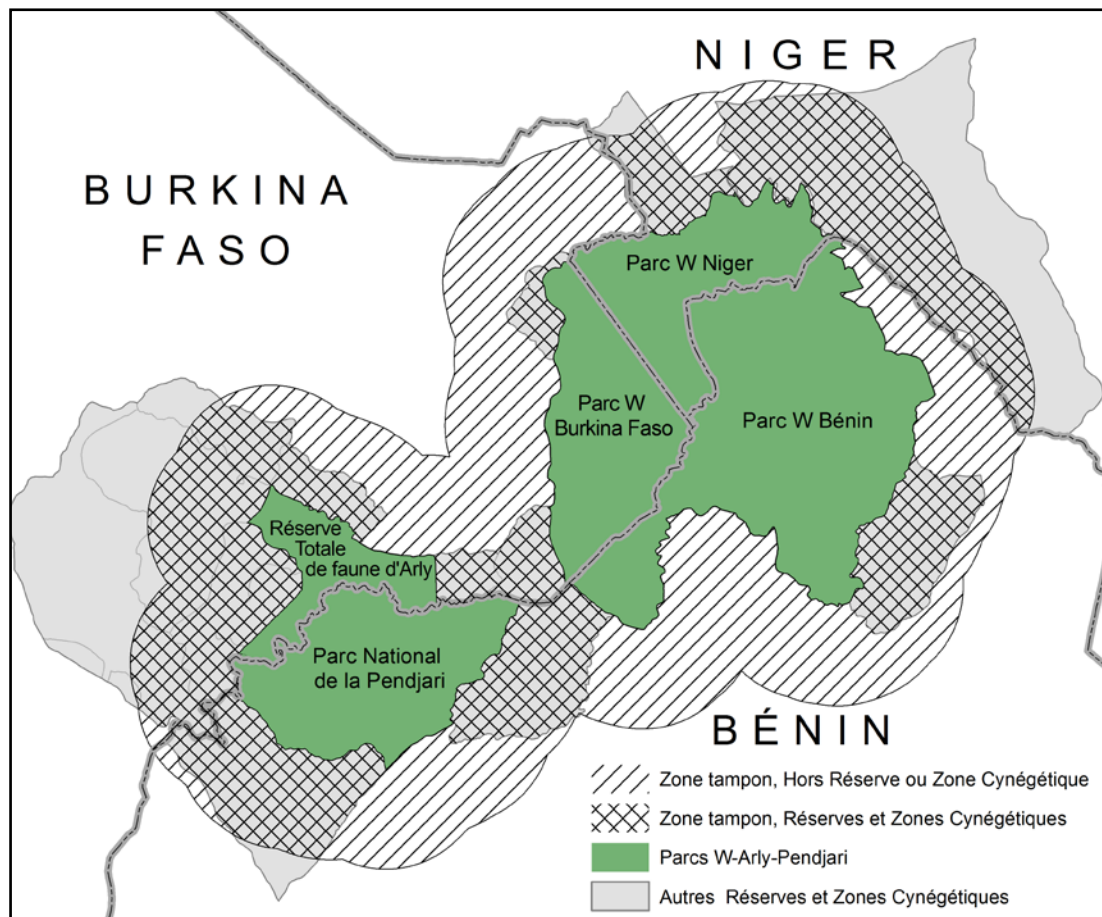 NIGER
BURKINA
FASO
Parc W Niger
Parc W
Burkina Faso
Parc W Bénin
Réserve
Totale
de faune d'Arly
Parc National
de la Pendjari
BÉNIN
Zone tampon, Hors Réserve ou Zone Cynégétique
Zone tampon, Réserves et Zones Cynégétiques
Parcs W-Arly-Pendjari
Autres Réserves et Zones Cynégétiques